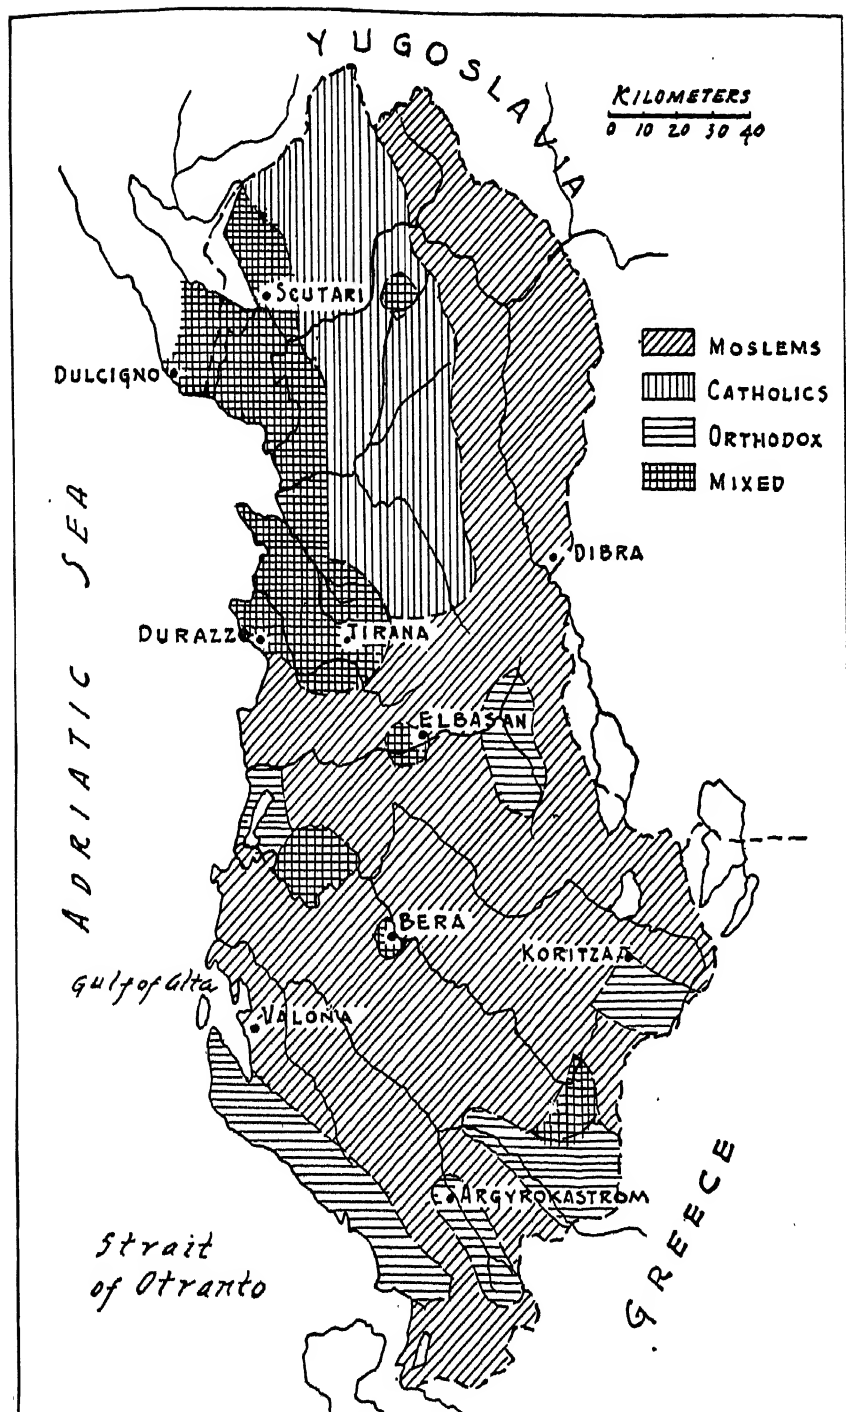 YUGOSLAVIA
KILOMETERS
0 10 20 30 40
SCUTARI
MOSLEMS
DULCIGNO
CATHOLICS
ORTHODOX
MIXED
ADRIATIC SEA
DIBRA
DURAZZO
TIRANA
ELBASAN
BERA
KORITZA
Gulf of Alta
VALONA
ARGYROKASTROM
GREECE
Strait
of Otranto